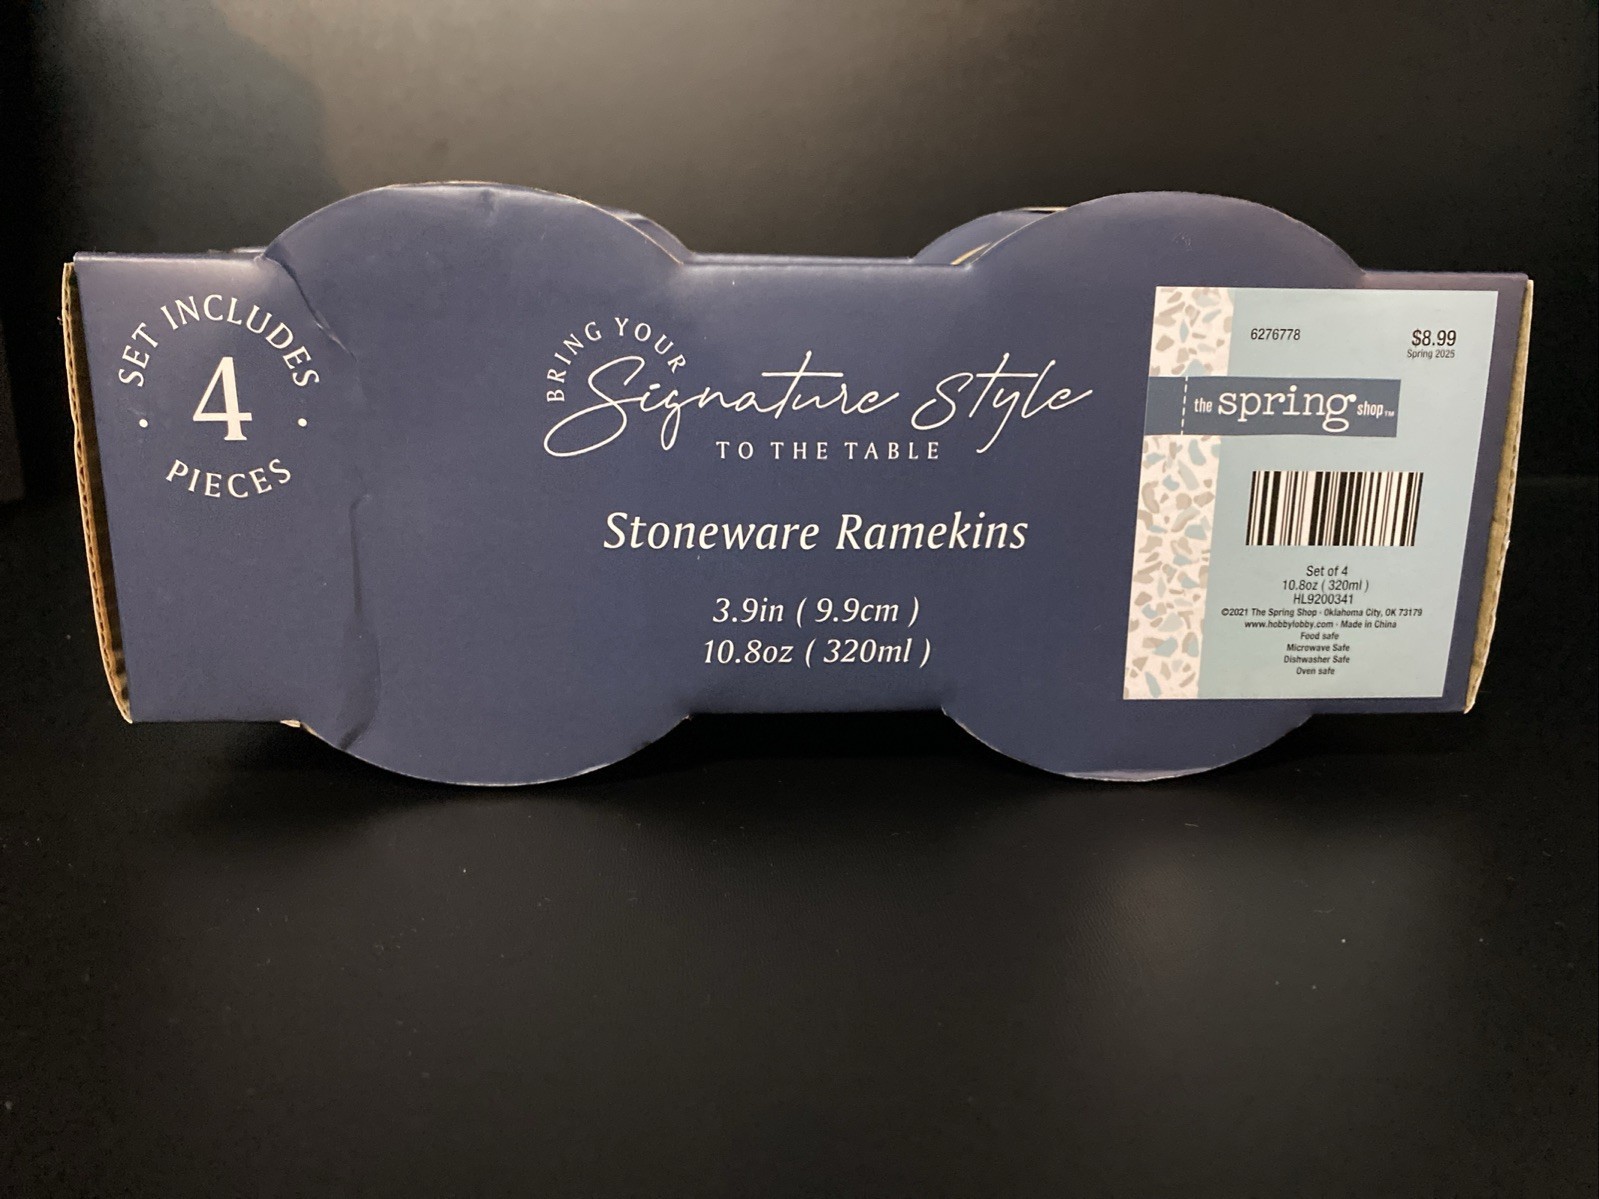 SET INCLUDES
4
PIECES
BRING YOUR
Signature Style
TO THE TABLE
Stoneware Ramekins
3.9in ( 9.9cm )
10.8oz ( 320ml )
6276778
$8.99
Spring 2025
the spring shop™
Set of 4
10.8oz ( 320ml )
HL9200341
©2021 The Spring Shop · Oklahoma City, OK 73179
www.hobbylobby.com · Made in China
Food safe
Microwave Safe
Dishwasher Safe
Oven safe